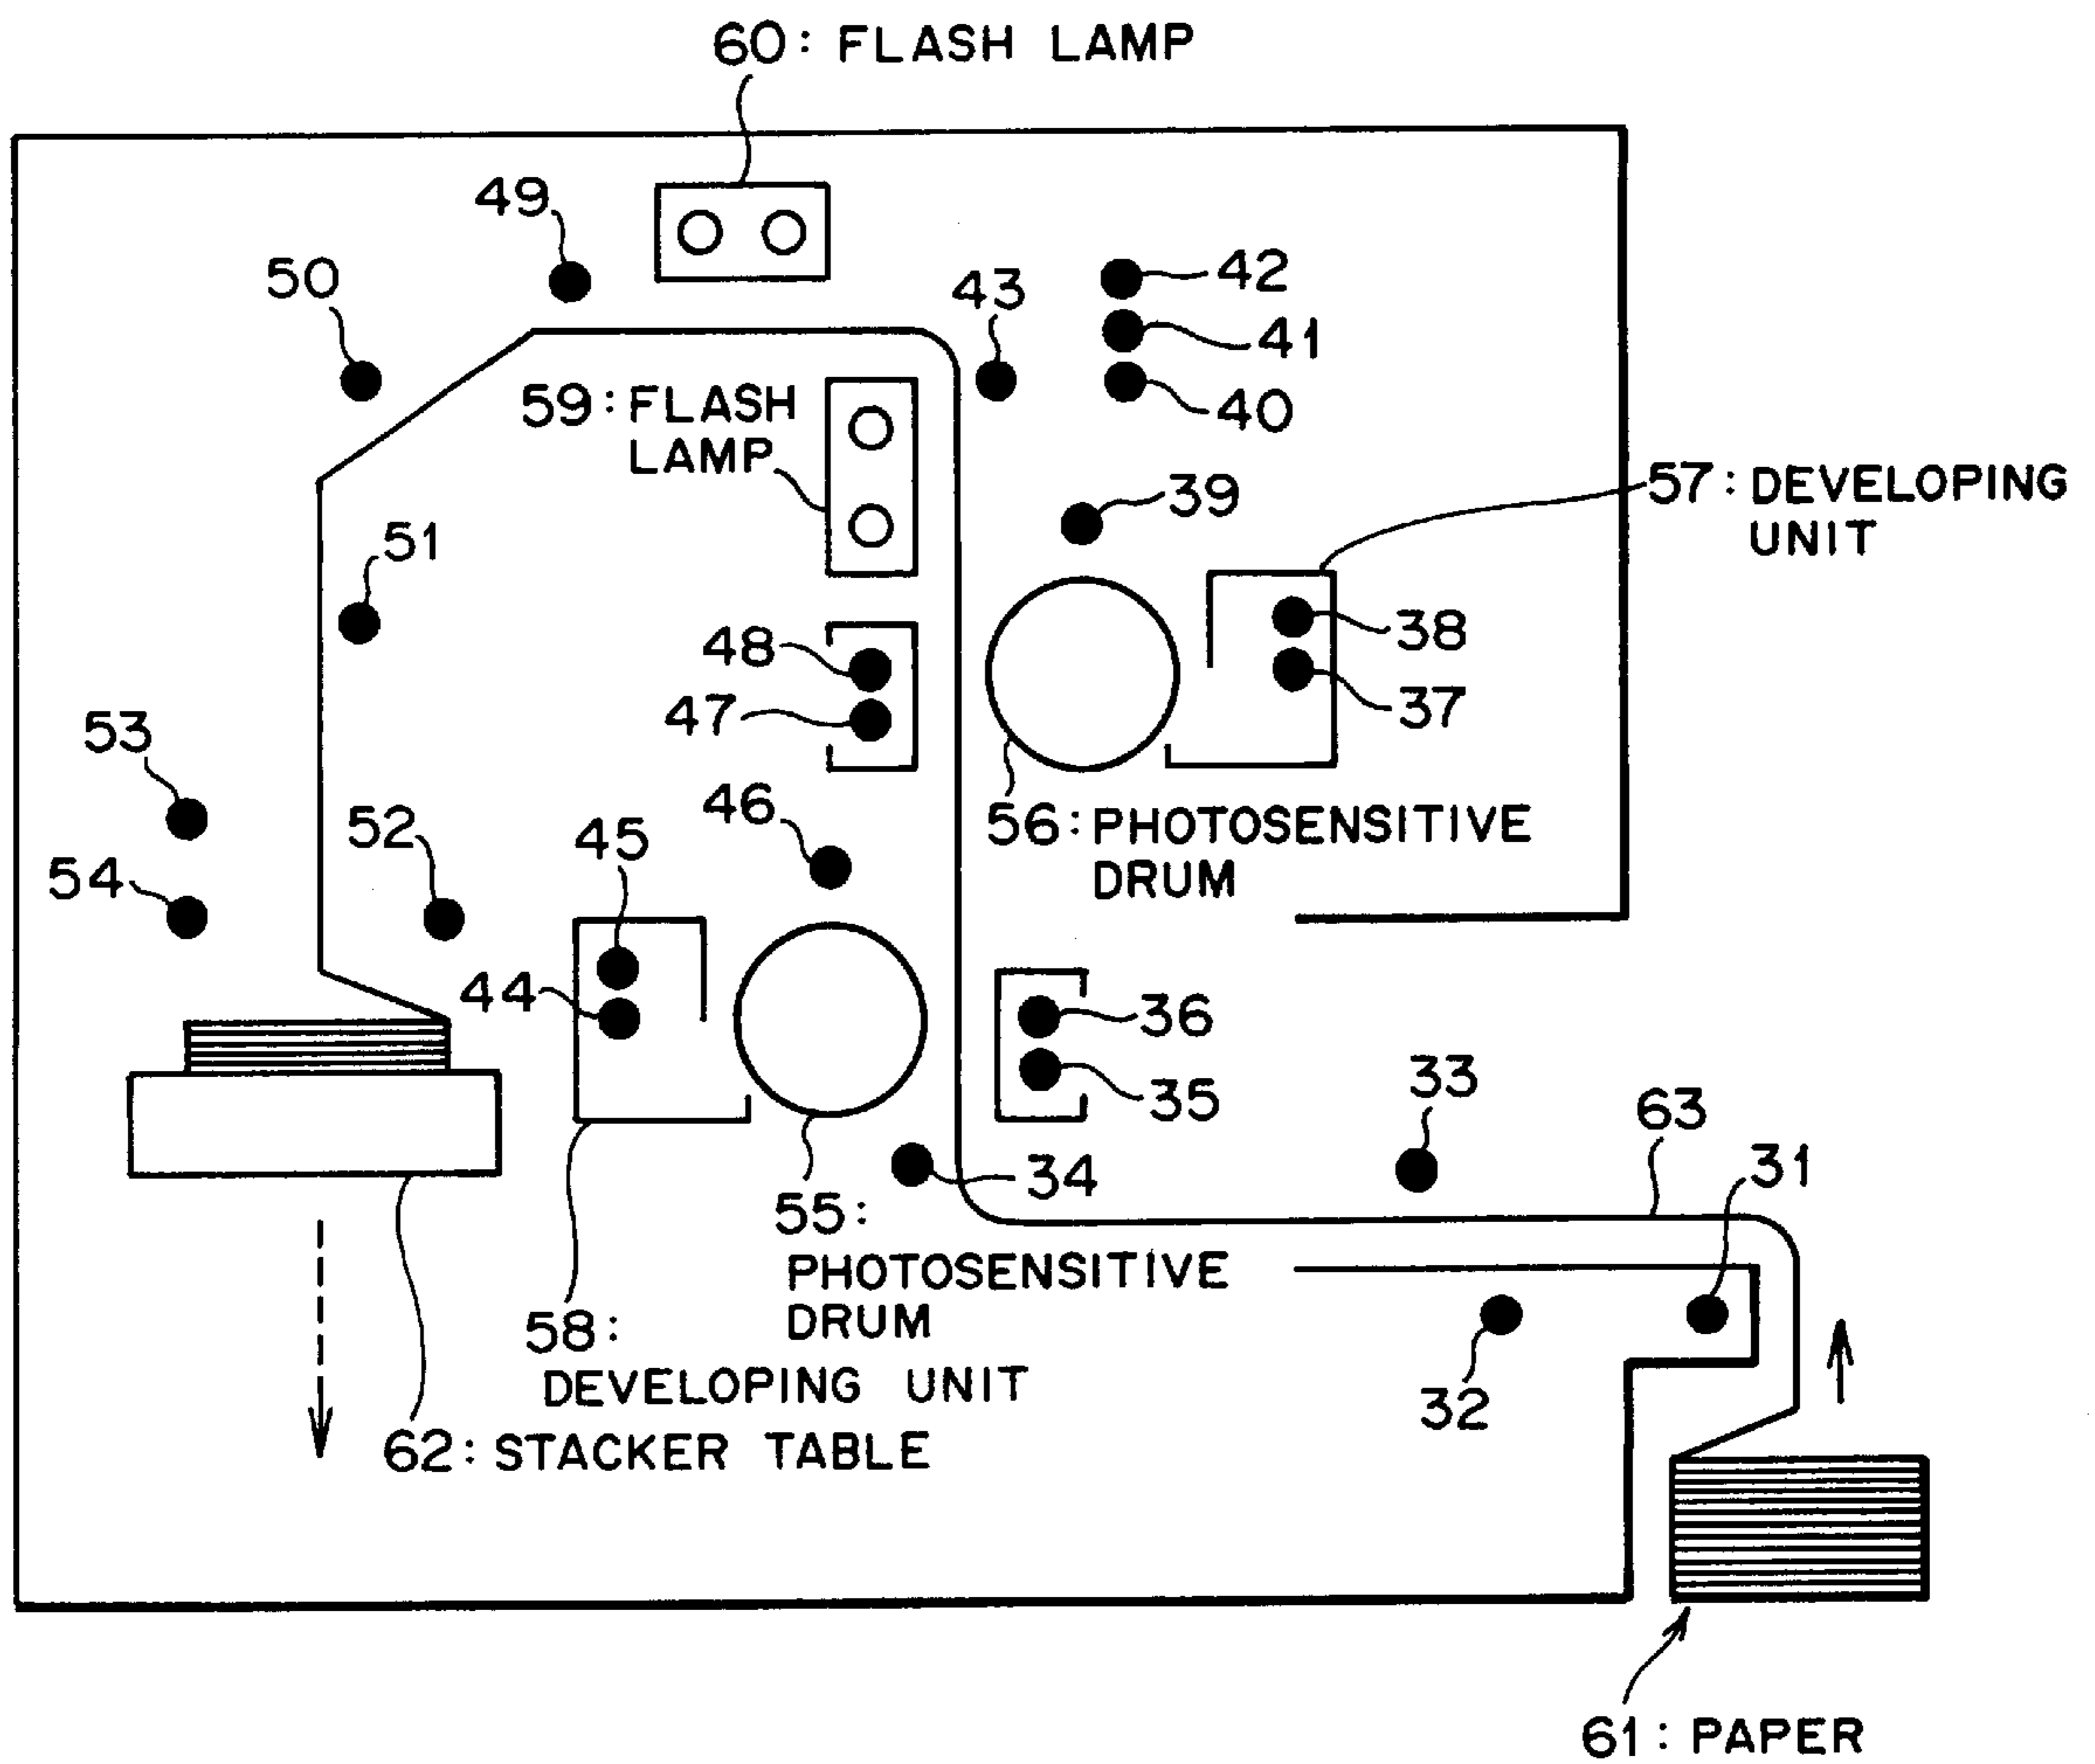 60: FLASH LAMP
49
50
43
42
41
40
59: FLASH
LAMP
39
57: DEVELOPING
UNIT
51
48
47
38
37
53
46
56: PHOTOSENSITIVE
DRUM
52
45
54
44
36
35
33
63
31
34
55:
PHOTOSENSITIVE
DRUM
58:
DEVELOPING UNIT
32
62: STACKER TABLE
61: PAPER